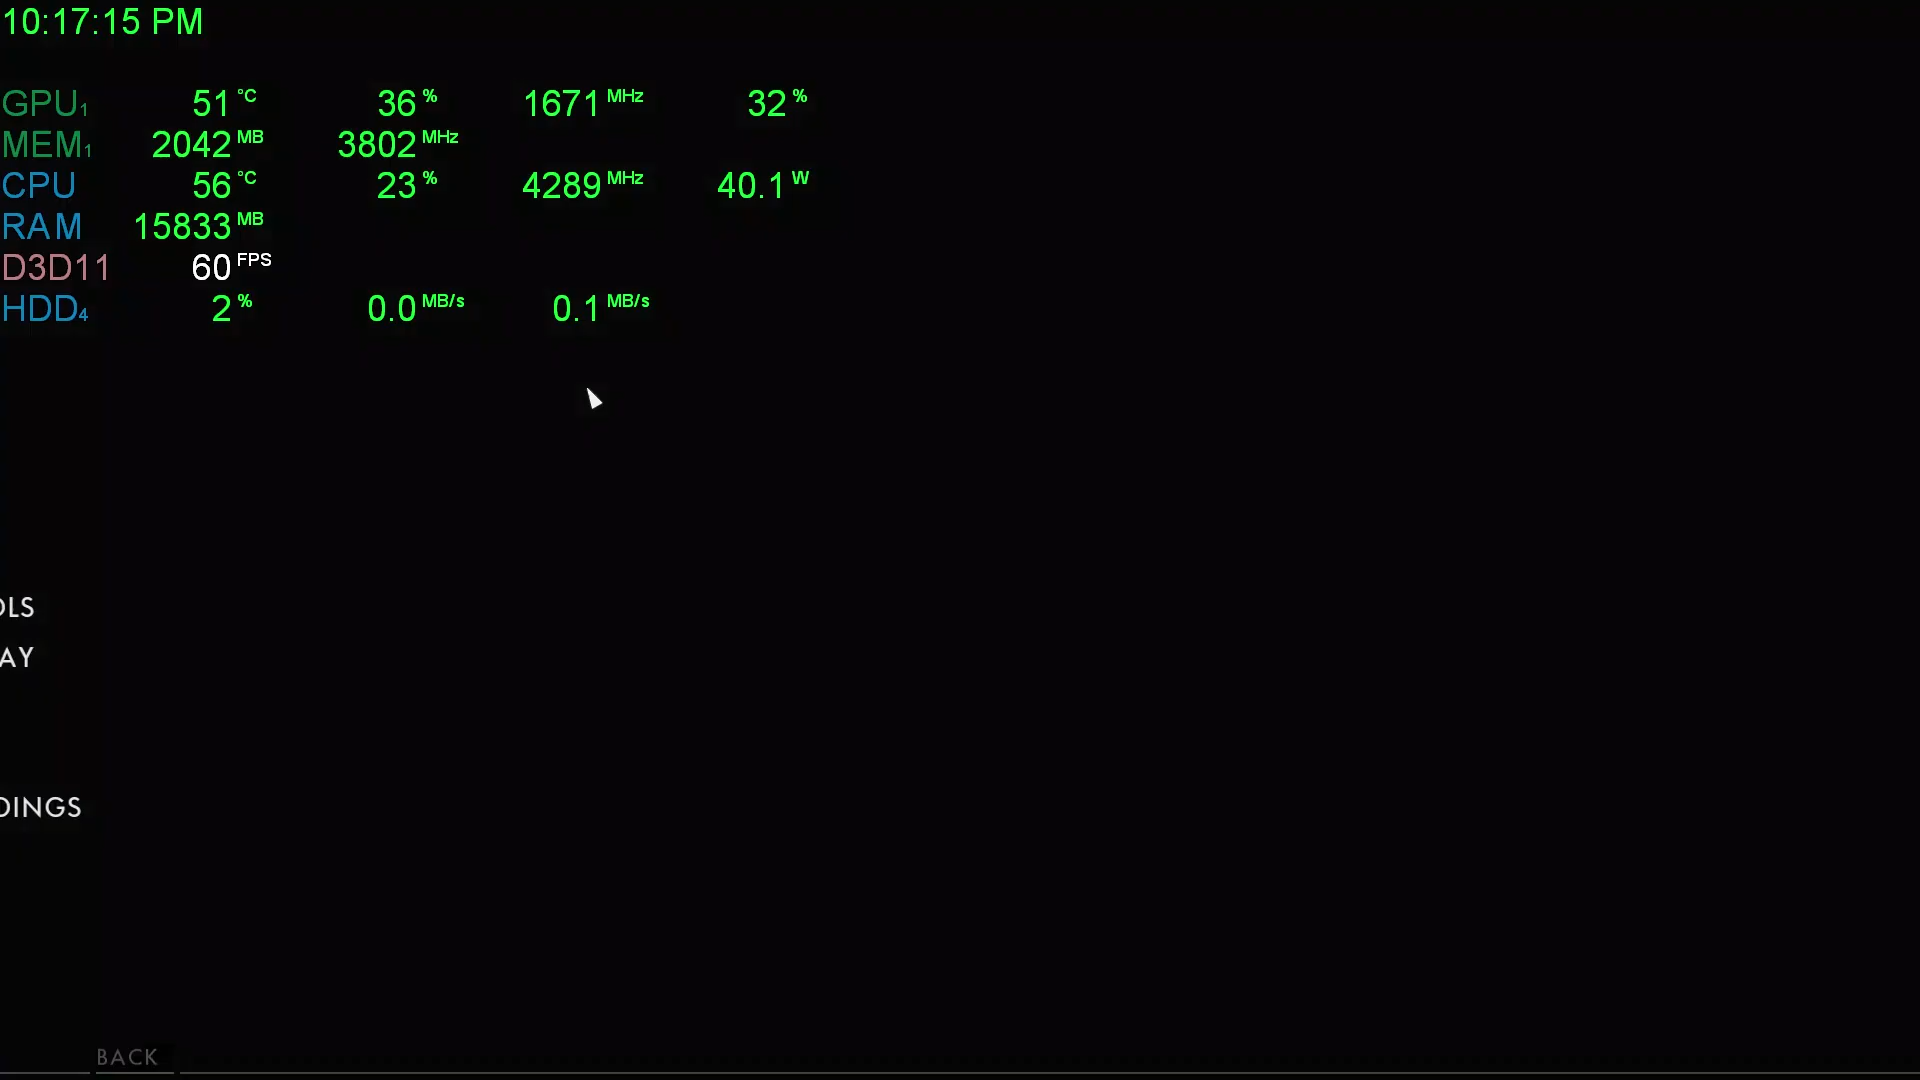 10:17:15 PM
GPU1 51 °C 36 % 1671 MHz 32 %
MEM1 2042 MB 3802 MHz
CPU 56 °C 23 % 4289 MHz 40.1 W
RAM 15833 MB
D3D11 60 FPS
HDD4 2 % 0.0 MB/s 0.1 MB/s
OLS
AY
DINGS
BACK